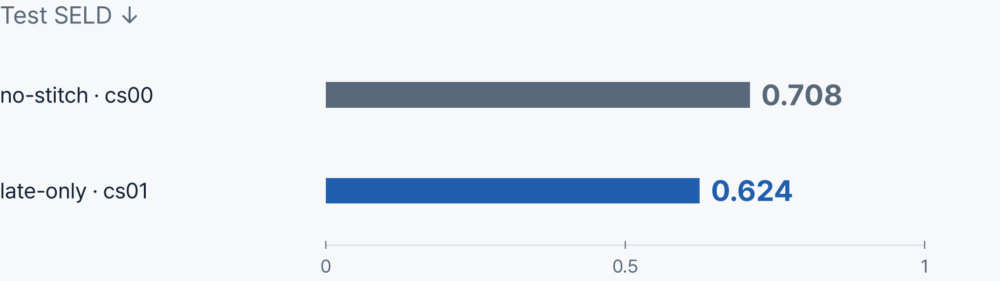 Test SELD ↓
no-stitch · cs00 0.708
late-only · cs01 0.624
0 0.5 1